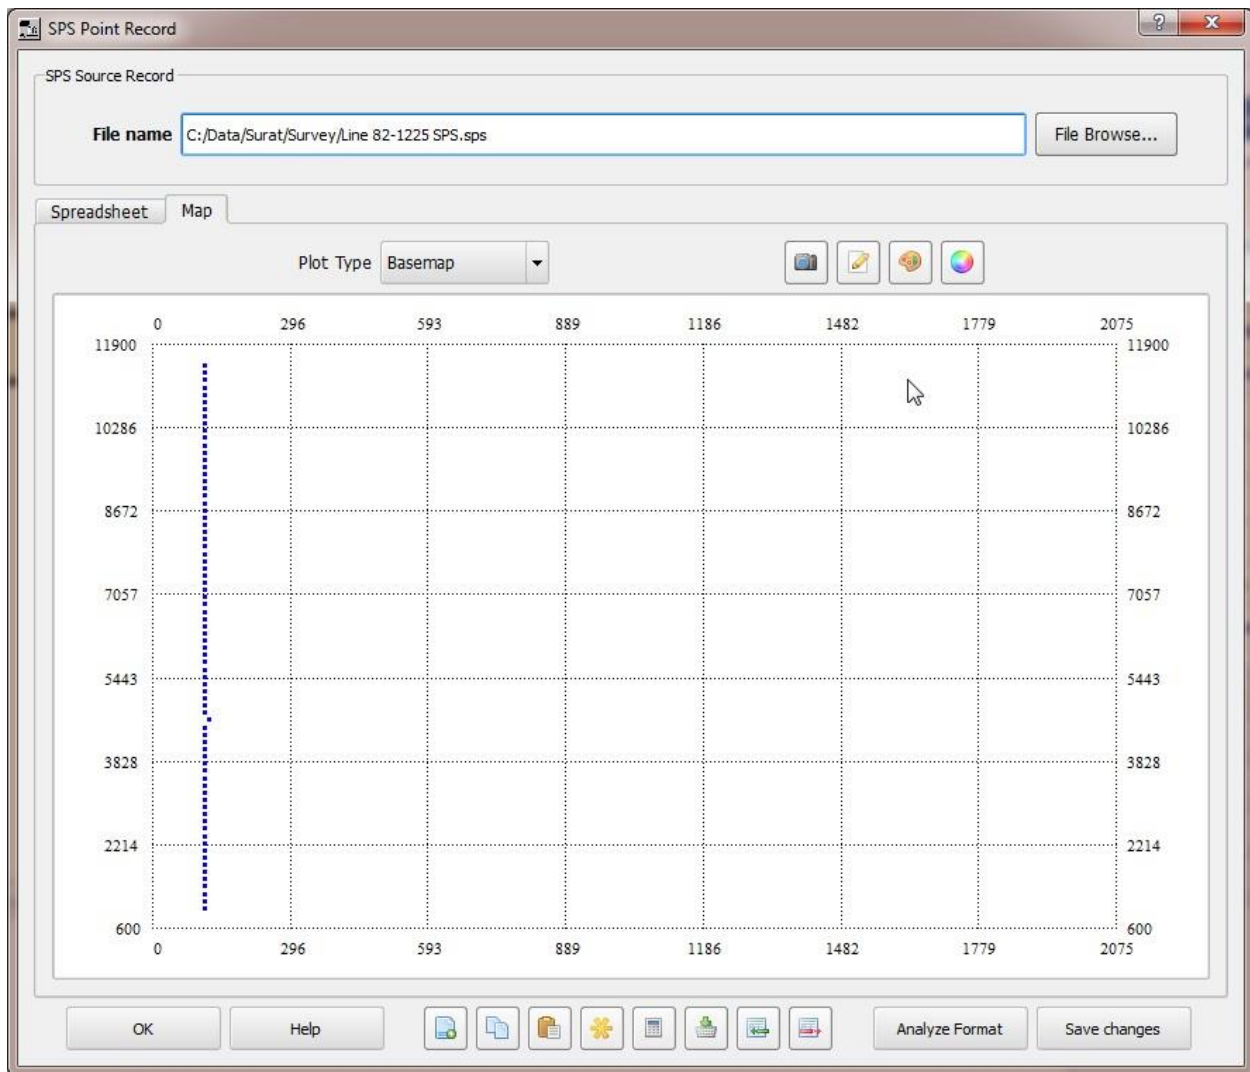 SPS Point Record
SPS Source Record
File name C:/Data/Surat/Survey/Line 82-1225 SPS.sps File Browse...
Spreadsheet Map
Plot Type Basemap
0 296 593 889 1186 1482 1779 2075
11900 11900
10286 10286
8672 8672
7057 7057
5443 5443
3828 3828
2214 2214
600 600
0 296 593 889 1186 1482 1779 2075
OK Help Analyze Format Save changes